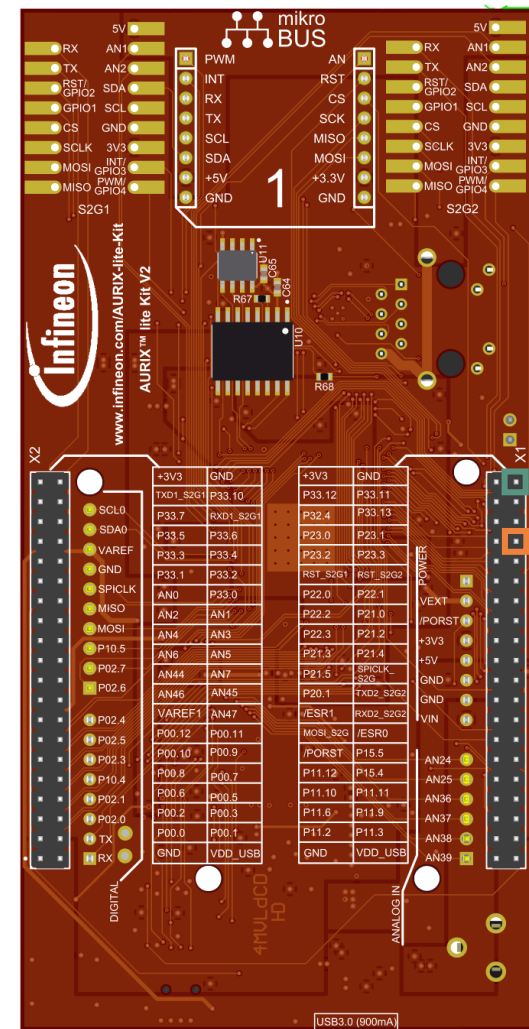 mikro
BUS
5V
RX AN1
TX AN2
RST/
GPIO2 SDA
GPIO1 SCL
CS GND
SCLK 3V3
MOSI INT/
GPIO3
MISO PWM/
GPIO4
S2G1
PWM AN
INT RST
RX CS
TX SCK
SCL MISO
SDA MOSI
+5V +3.3V
GND GND
1
5V
RX AN1
TX AN2
RST/
GPIO2 SDA
GPIO1 SCL
CS GND
SCLK 3V3
MOSI INT/
GPIO3
MISO PWM/
GPIO4
S2G2
Infineon
www.infineon.com/AURIX-lite-Kit
AURIX™ lite Kit V2
U11
C65
C64
R67
U10
R68
X2
X1
SCL0
SDA0
VAREF
GND
SPICLK
MISO
MOSI
P10.5
P02.7
P02.6
P02.4
P02.5
P02.3
P10.4
P02.1
P02.0
TX
RX
DIGITAL
+3V3 GND
TXD1_S2G1 P33.10
P33.7 RXD1_S2G1
P33.5 P33.6
P33.3 P33.4
P33.1 P33.2
AN0 P33.0
AN2 AN1
AN4 AN3
AN6 AN5
AN44 AN7
AN46 AN45
VAREF1 AN47
P00.12 P00.11
P00.10 P00.9
P00.8 P00.7
P00.6 P00.5
P00.2 P00.3
P00.0 P00.1
GND VDD_USB
+3V3 GND
P33.12 P33.11
P32.4 P33.13
P23.0 P23.1
P23.2 P23.3
RST_S2G1 RST_S2G2
P22.0 P22.1
P22.2 P21.0
P22.3 P21.2
P21.3 P21.4
P21.5 SPICLK_
S2G
P20.1 TXD2_S2G2
/ESR1 RXD2_S2G2
MOSI_S2G /ESR0
/PORST P15.5
P11.12 P15.4
P11.10 P11.11
P11.6 P11.9
P11.2 P11.3
GND VDD_USB
POWER
VEXT
/PORST
+3V3
+5V
GND
GND
VIN
AN24
AN25
AN36
AN37
AN38
AN39
ANALOG IN
4MVLdCD
HD
USB3.0 (900mA)